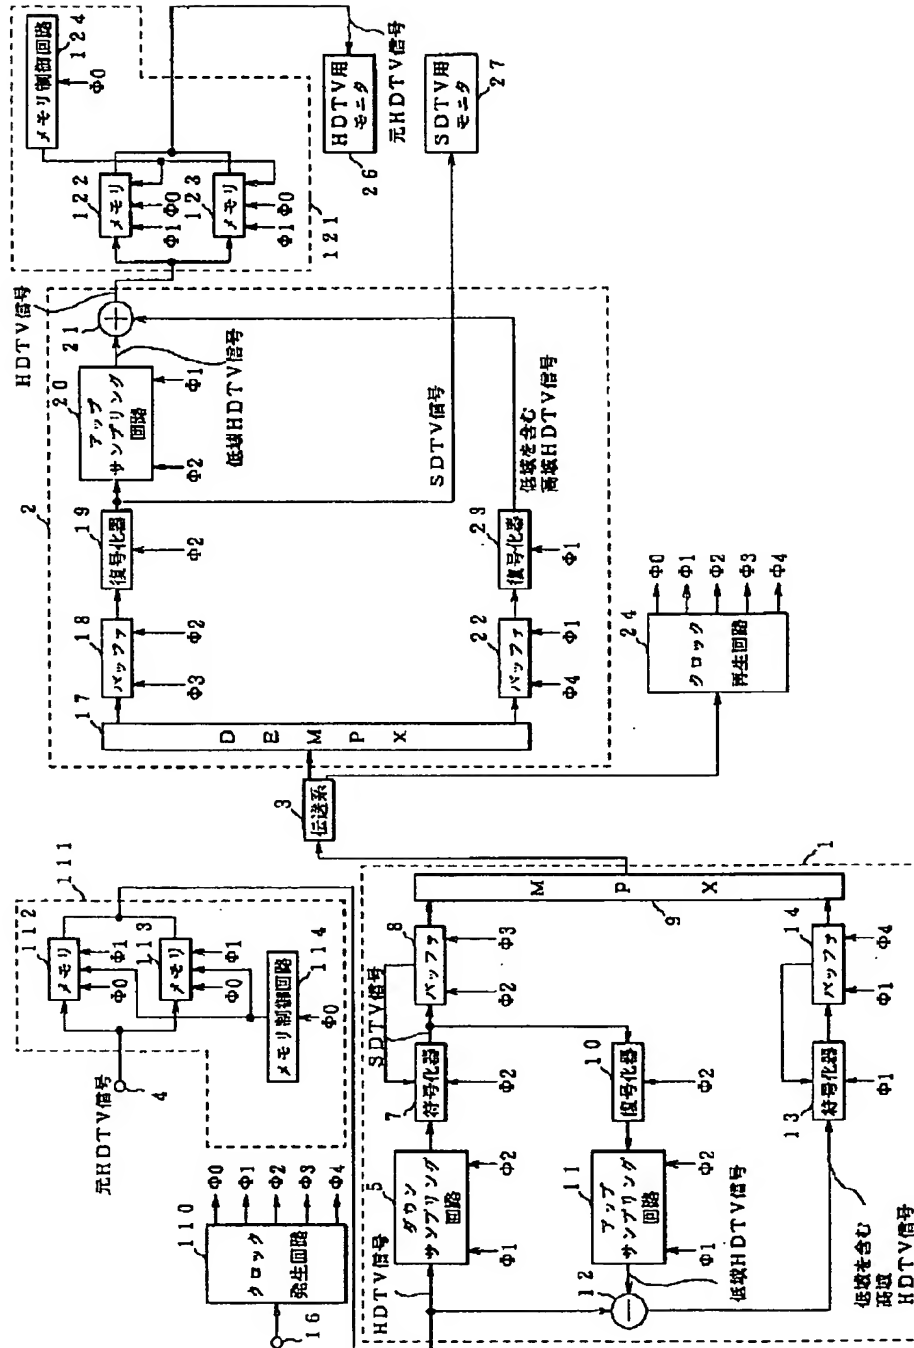 16
110
クロック
発生回路
Φ0
Φ1
Φ2
Φ3
Φ4
元HDTV信号
4
111
112
メモリ
Φ0
Φ1
113
メモリ
Φ0
Φ1
114
メモリ制御回路
Φ0
1
HDTV信号
5
ダウン
サンプリング
回路
Φ1
Φ2
7
符号化器
Φ2
SDTV信号
8
バッファ
Φ2
Φ3
9
MPX
10
復号化器
Φ2
11
アップ
サンプリング
回路
Φ1
Φ2
12
−
低域HDTV信号
13
符号化器
Φ1
14
バッファ
Φ1
Φ4
低域を含む
高域
HDTV信号
3
伝送系
24
クロック
再生回路
Φ0
Φ1
Φ2
Φ3
Φ4
2
17
DEMPX
18
バッファ
Φ3
Φ2
19
復号化器
Φ2
20
アップ
サンプリング
回路
Φ2
Φ1
21
+
HDTV信号
低域HDTV信号
SDTV信号
22
バッファ
Φ4
Φ1
23
復号化器
Φ1
低域を含む
高域HDTV信号
121
122
メモリ
Φ1
Φ0
123
メモリ
Φ1
Φ0
124
メモリ制御回路
Φ0
元HDTV信号
HDTV用
モニタ
26
SDTV用
モニタ
27